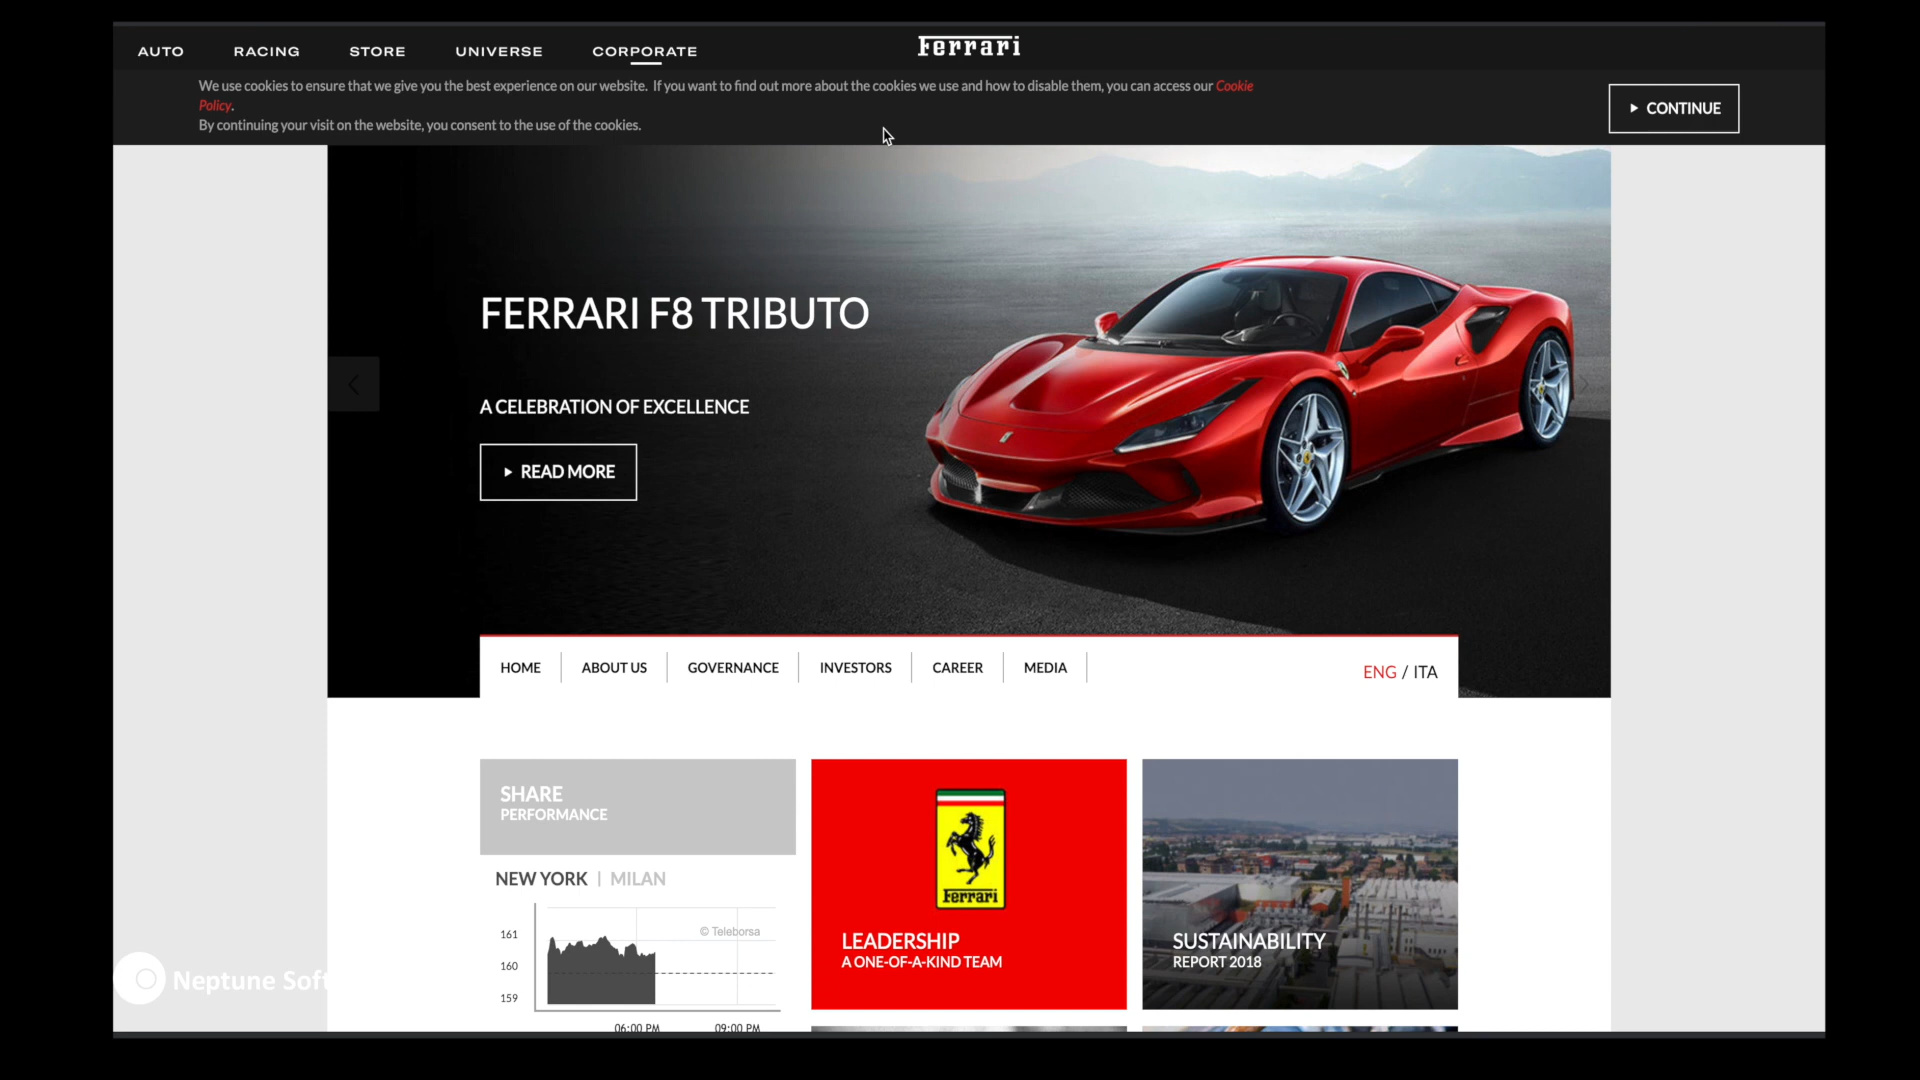 AUTO RACING STORE UNIVERSE CORPORATE
Ferrari
We use cookies to ensure that we give you the best experience on our website. If you want to find out more about the cookies we use and how to disable them, you can access our Cookie
Policy.
By continuing your visit on the website, you consent to the use of the cookies.
CONTINUE
FERRARI F8 TRIBUTO
A CELEBRATION OF EXCELLENCE
READ MORE
HOME ABOUT US GOVERNANCE INVESTORS CAREER MEDIA
ENG / ITA
SHARE
PERFORMANCE
NEW YORK | MILAN
© Teleborsa
161
160
159
06:00 PM 09:00 PM
Ferrari
LEADERSHIP
A ONE-OF-A-KIND TEAM
SUSTAINABILITY
REPORT 2018
Neptune Soft